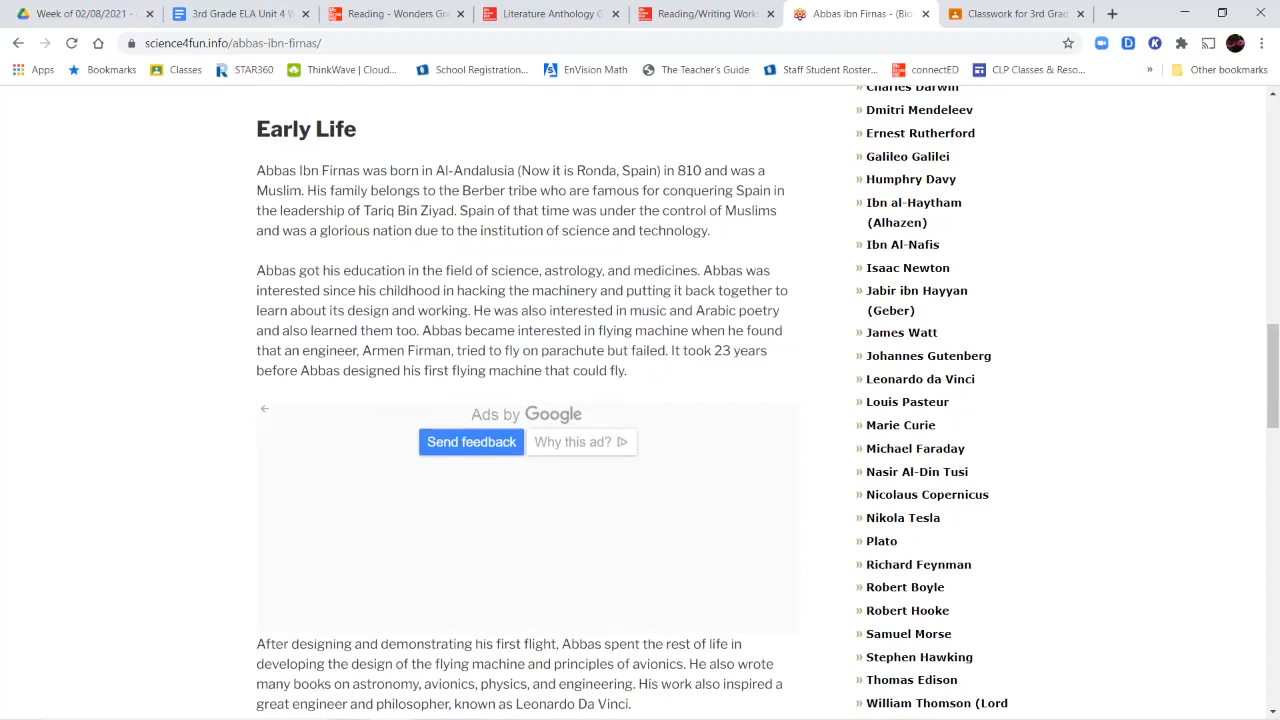 Week of 02/08/2021 -
3rd Grade ELA Unit 4 W
Reading - Wonders Gra
Literature Anthology G
Reading/Writing Works
Abbas ibn Firnas - (Bio
Classwork for 3rd Grad
science4fun.info/abbas-ibn-firnas/
Apps
Bookmarks
Classes
STAR360
ThinkWave | Cloud...
School Registration...
EnVision Math
The Teacher's Guide
Staff Student Roster...
connectED
CLP Classes & Reso...
»
Other bookmarks
Early Life
Abbas Ibn Firnas was born in Al-Andalusia (Now it is Ronda, Spain) in 810 and was a
Muslim. His family belongs to the Berber tribe who are famous for conquering Spain in
the leadership of Tariq Bin Ziyad. Spain of that time was under the control of Muslims
and was a glorious nation due to the institution of science and technology.
Abbas got his education in the field of science, astrology, and medicines. Abbas was
interested since his childhood in hacking the machinery and putting it back together to
learn about its design and working. He was also interested in music and Arabic poetry
and also learned them too. Abbas became interested in flying machine when he found
that an engineer, Armen Firman, tried to fly on parachute but failed. It took 23 years
before Abbas designed his first flying machine that could fly.
Ads by Google
Send feedback
Why this ad?
After designing and demonstrating his first flight, Abbas spent the rest of life in
developing the design of the flying machine and principles of avionics. He also wrote
many books on astronomy, avionics, physics, and engineering. His work also inspired a
great engineer and philosopher, known as Leonardo Da Vinci.
» Charles Darwin
» Dmitri Mendeleev
» Ernest Rutherford
» Galileo Galilei
» Humphry Davy
» Ibn al-Haytham
(Alhazen)
» Ibn Al-Nafis
» Isaac Newton
» Jabir ibn Hayyan
(Geber)
» James Watt
» Johannes Gutenberg
» Leonardo da Vinci
» Louis Pasteur
» Marie Curie
» Michael Faraday
» Nasir Al-Din Tusi
» Nicolaus Copernicus
» Nikola Tesla
» Plato
» Richard Feynman
» Robert Boyle
» Robert Hooke
» Samuel Morse
» Stephen Hawking
» Thomas Edison
» William Thomson (Lord